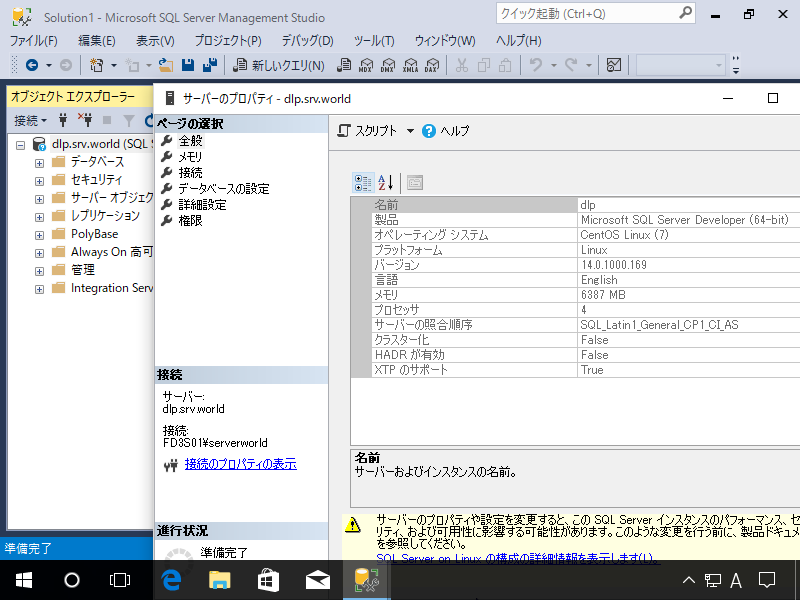 Solution1 - Microsoft SQL Server Management Studio
クイック起動 (Ctrl+Q)
ファイル(F) 編集(E) 表示(V) プロジェクト(P) デバッグ(D) ツール(T) ウィンドウ(W) ヘルプ(H)
新しいクエリ(N) MDX DMX XMLA DAX
オブジェクト エクスプローラー
接続
dlp.srv.world (SQL S
データベース
セキュリティ
サーバー オブジェク
レプリケーション
PolyBase
Always On 高可
管理
Integration Serv
準備完了
サーバーのプロパティ - dlp.srv.world
ページの選択
全般
メモリ
接続
データベースの設定
詳細設定
権限
接続
サーバー:
dlp.srv.world
接続:
FD3S01¥serverworld
接続のプロパティの表示
進行状況
準備完了
スクリプト ヘルプ
名前 dlp
製品 Microsoft SQL Server Developer (64-bit)
オペレーティング システム CentOS Linux (7)
プラットフォーム Linux
バージョン 14.0.1000.169
言語 English
メモリ 6387 MB
プロセッサ 4
サーバーの照合順序 SQL_Latin1_General_CP1_CI_AS
クラスター化 False
HADR が有効 False
XTP のサポート True
名前
サーバーおよびインスタンスの名前。
サーバーのプロパティや設定を変更すると、この SQL Server インスタンスのパフォーマンス、セ
リティ、および可用性に影響する可能性があります。このような変更を行う前に、製品ドキュメ
を参照してください。
SQL Server on Linux の構成の詳細情報を表示します(L)。
A